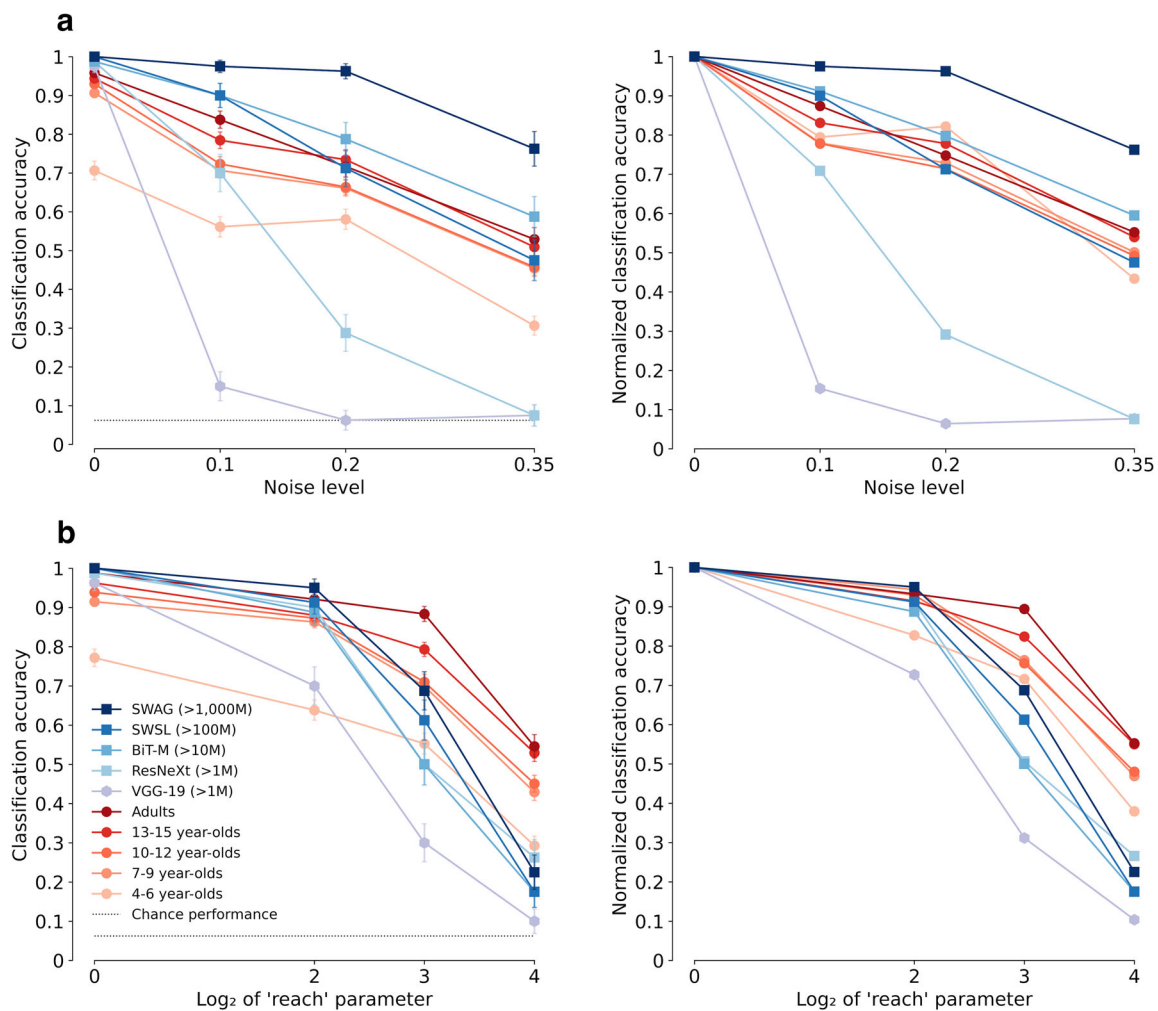 a
Classification accuracy
1
0.9
0.8
0.7
0.6
0.5
0.4
0.3
0.2
0.1
0
0
0.1
0.2
0.35
Noise level
Normalized classification accuracy
1
0.9
0.8
0.7
0.6
0.5
0.4
0.3
0.2
0.1
0
0
0.1
0.2
0.35
Noise level
b
Classification accuracy
1
0.9
0.8
0.7
0.6
0.5
0.4
0.3
0.2
0.1
0
SWAG (>1,000M)
SWSL (>100M)
BiT-M (>10M)
ResNeXt (>1M)
VGG-19 (>1M)
Adults
13-15 year-olds
10-12 year-olds
7-9 year-olds
4-6 year-olds
Chance performance
0
2
3
4
Log₂ of 'reach' parameter
Normalized classification accuracy
1
0.9
0.8
0.7
0.6
0.5
0.4
0.3
0.2
0.1
0
0
2
3
4
Log₂ of 'reach' parameter